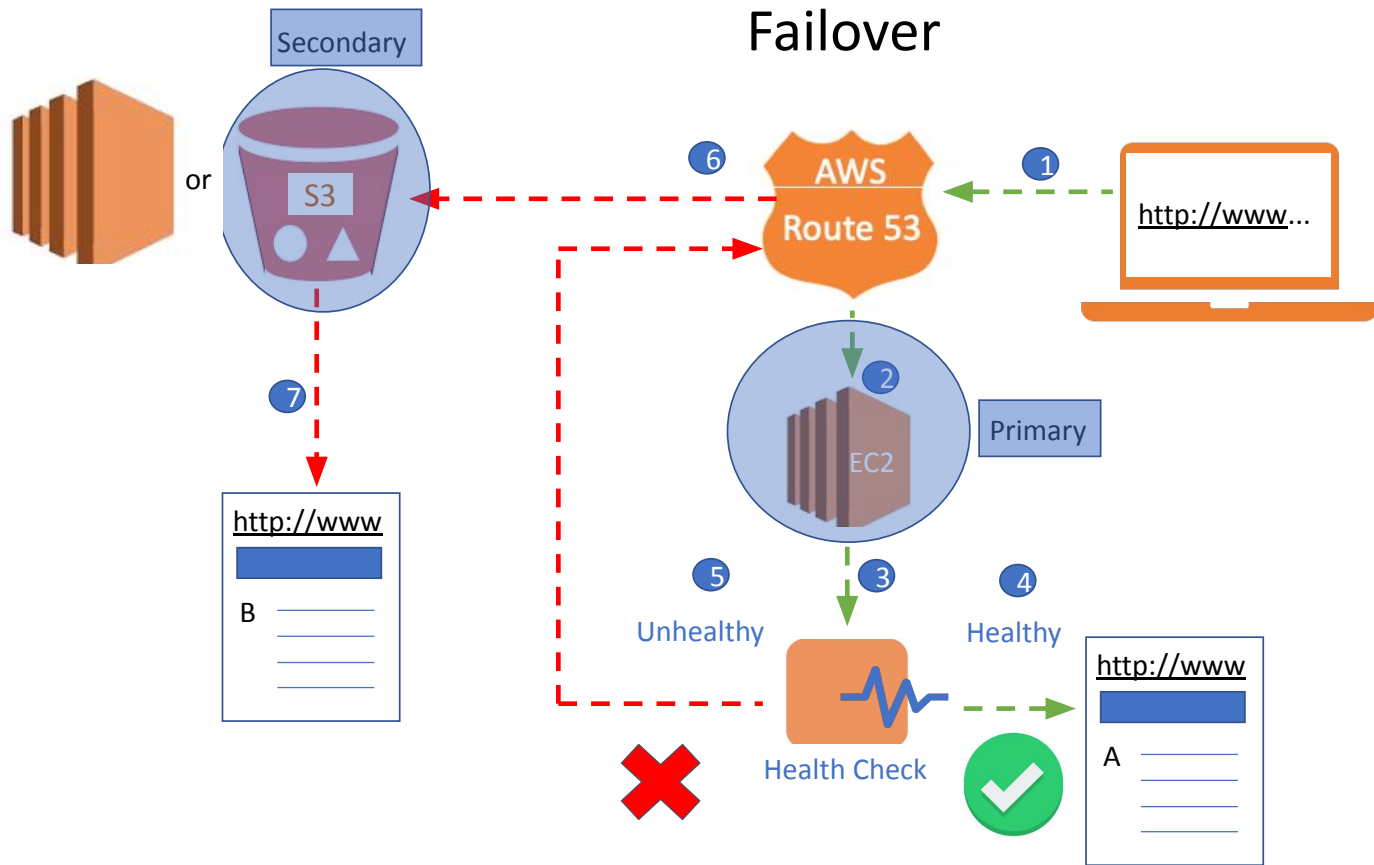 Failover
Secondary
or
S3
6
AWS
Route 53
1
http://www...
2
EC2
Primary
7
5
3
4
Unhealthy
Healthy
http://www
B
http://www
A
Health Check